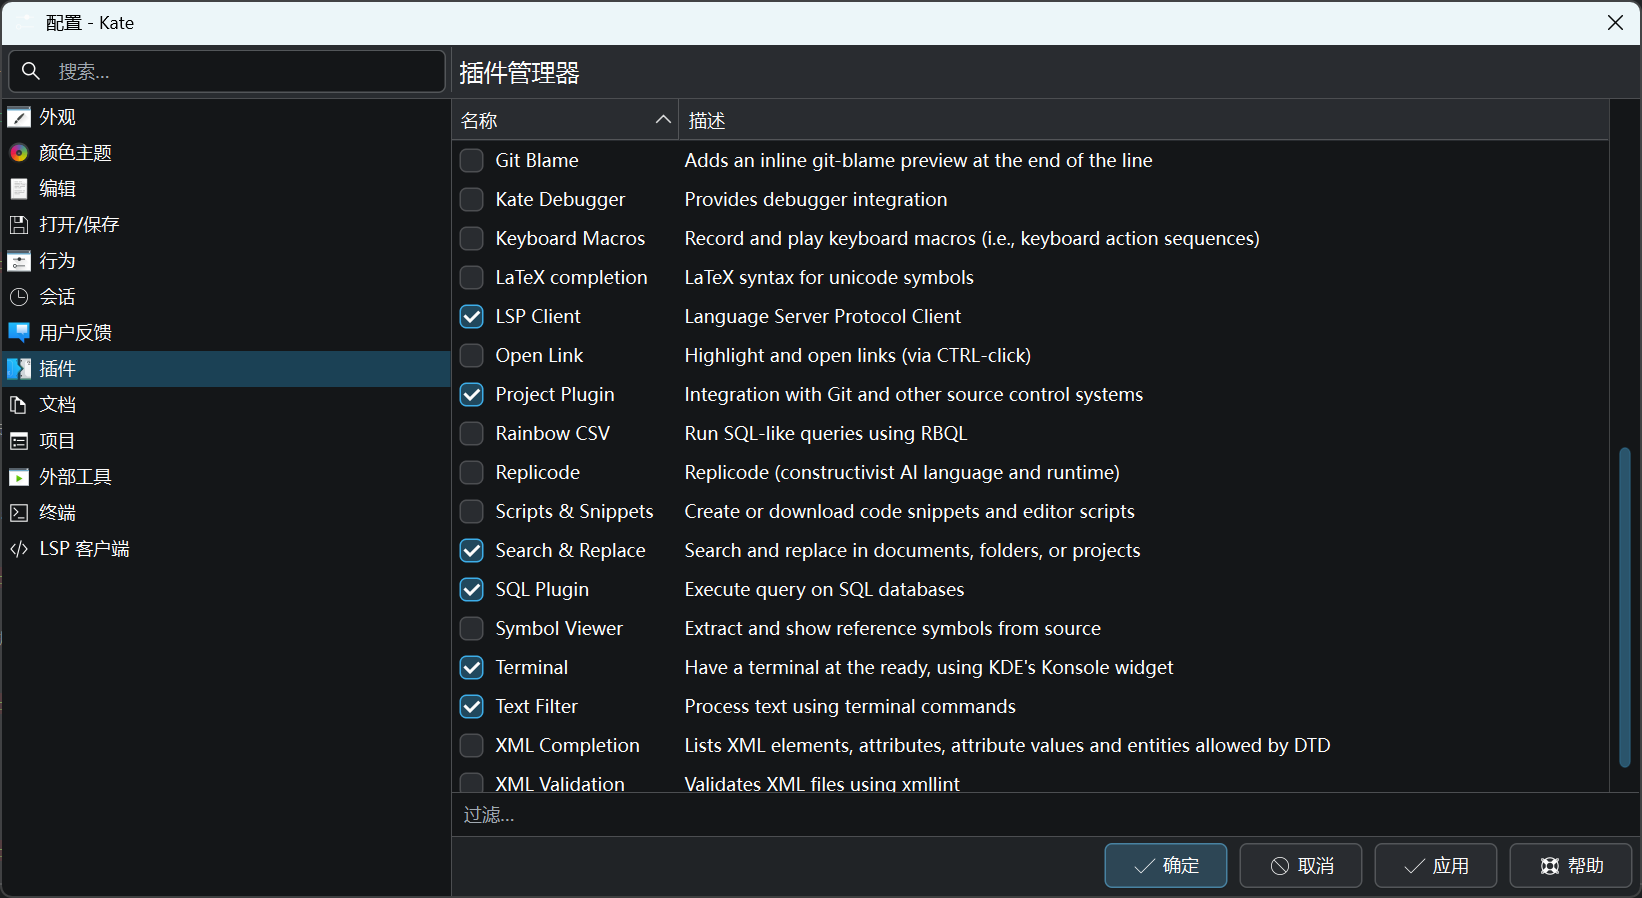 配置 - Kate
搜索...
外观
颜色主题
编辑
打开/保存
行为
会话
用户反馈
插件
文档
项目
外部工具
终端
LSP 客户端
插件管理器
名称 描述
Git Blame Adds an inline git-blame preview at the end of the line
Kate Debugger Provides debugger integration
Keyboard Macros Record and play keyboard macros (i.e., keyboard action sequences)
LaTeX completion LaTeX syntax for unicode symbols
LSP Client Language Server Protocol Client
Open Link Highlight and open links (via CTRL-click)
Project Plugin Integration with Git and other source control systems
Rainbow CSV Run SQL-like queries using RBQL
Replicode Replicode (constructivist AI language and runtime)
Scripts & Snippets Create or download code snippets and editor scripts
Search & Replace Search and replace in documents, folders, or projects
SQL Plugin Execute query on SQL databases
Symbol Viewer Extract and show reference symbols from source
Terminal Have a terminal at the ready, using KDE's Konsole widget
Text Filter Process text using terminal commands
XML Completion Lists XML elements, attributes, attribute values and entities allowed by DTD
XML Validation Validates XML files using xmllint
过滤...
确定 取消 应用 帮助